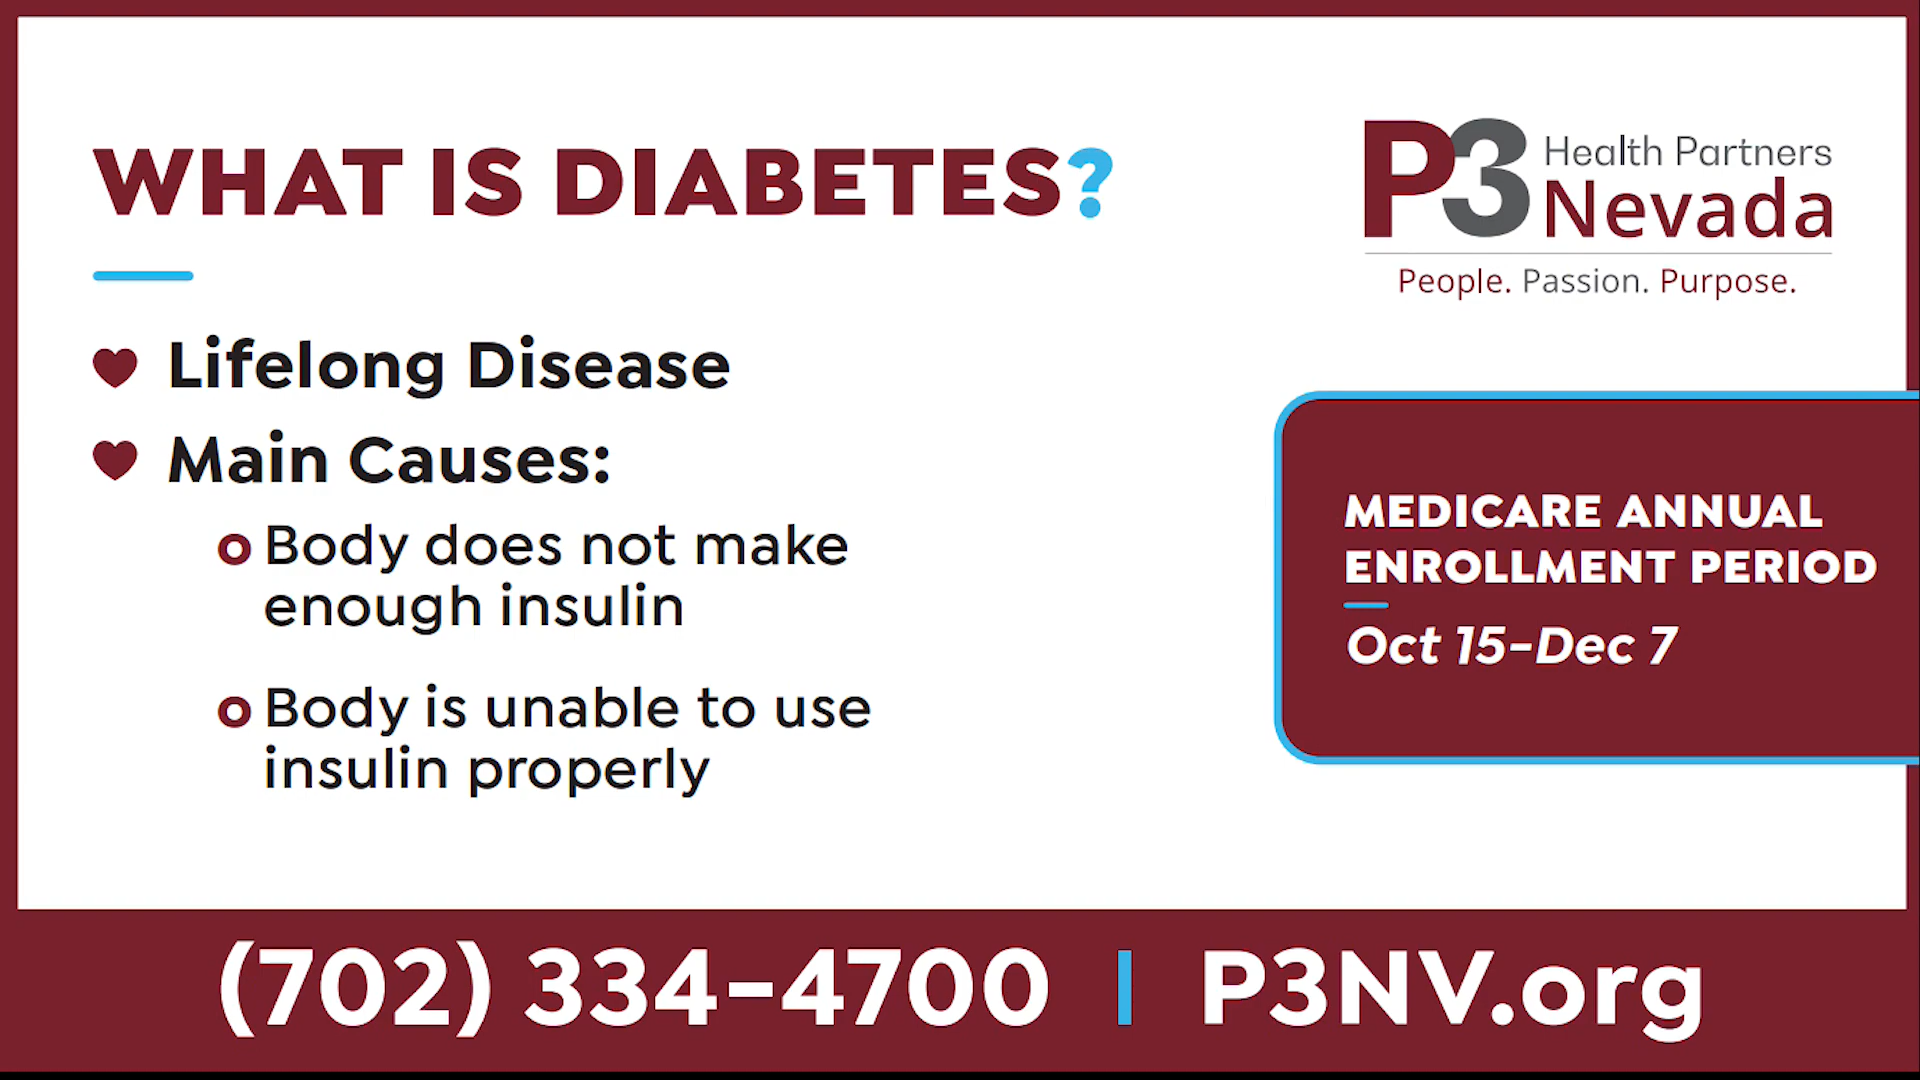 WHAT IS DIABETES?
Lifelong Disease
Main Causes:
Body does not make
enough insulin
Body is unable to use
insulin properly
P3 Health Partners
Nevada
People. Passion. Purpose.
MEDICARE ANNUAL
ENROLLMENT PERIOD
Oct 15-Dec 7
(702) 334-4700 | P3NV.org